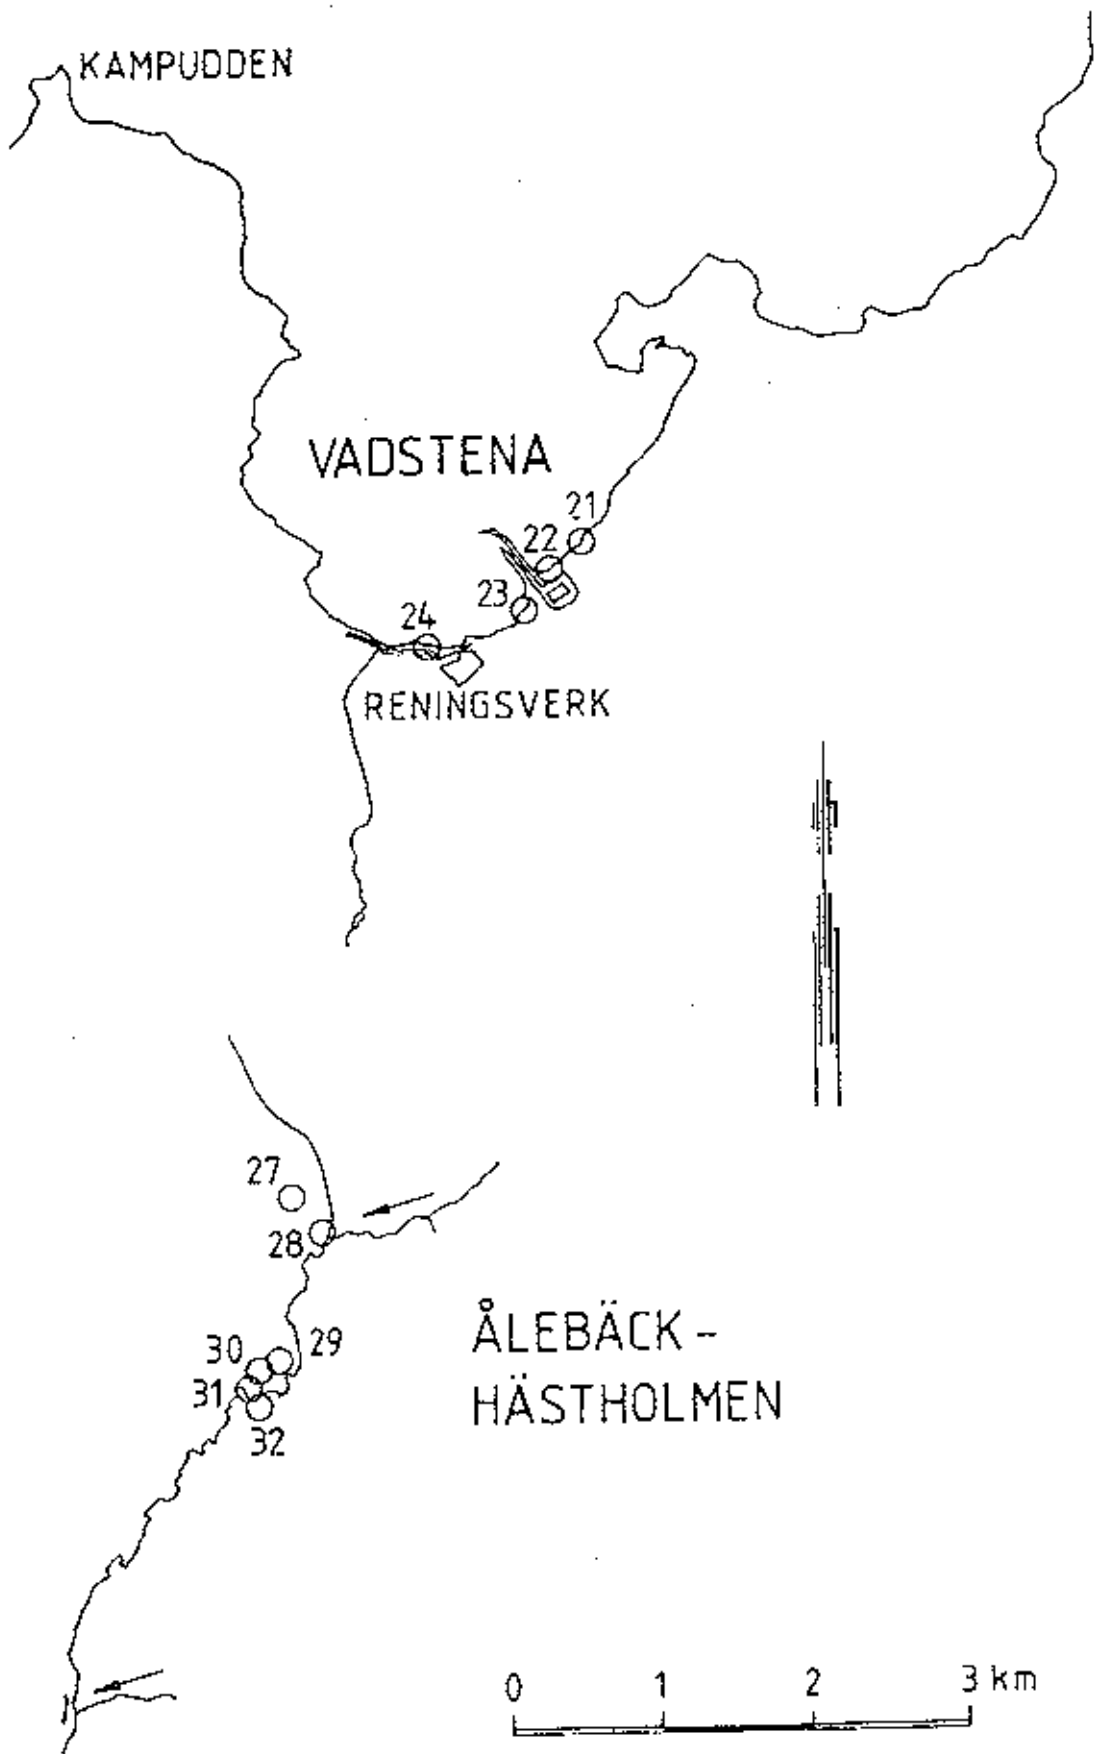 KAMPUDDEN
VADSTENA
21
22
23
24
RENINGSVERK
27
28
ÅLEBÄCK -
HÄSTHOLMEN
29
30
31
32
0 1 2 3 km